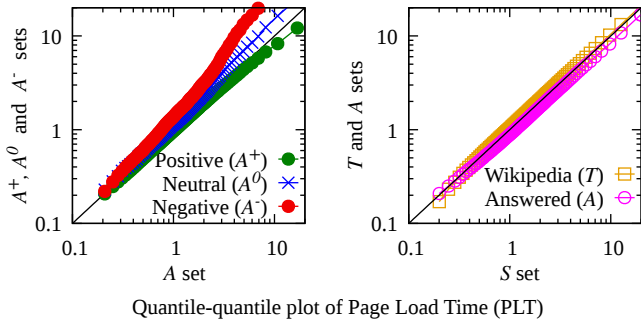 A⁺, A⁰ and A⁻ sets
10
1
0.1
Positive (A⁺)
Neutral (A⁰)
Negative (A⁻)
0.1 1 10
A set
T and A sets
10
1
0.1
Wikipedia (T)
Answered (A)
0.1 1 10
S set
Quantile-quantile plot of Page Load Time (PLT)